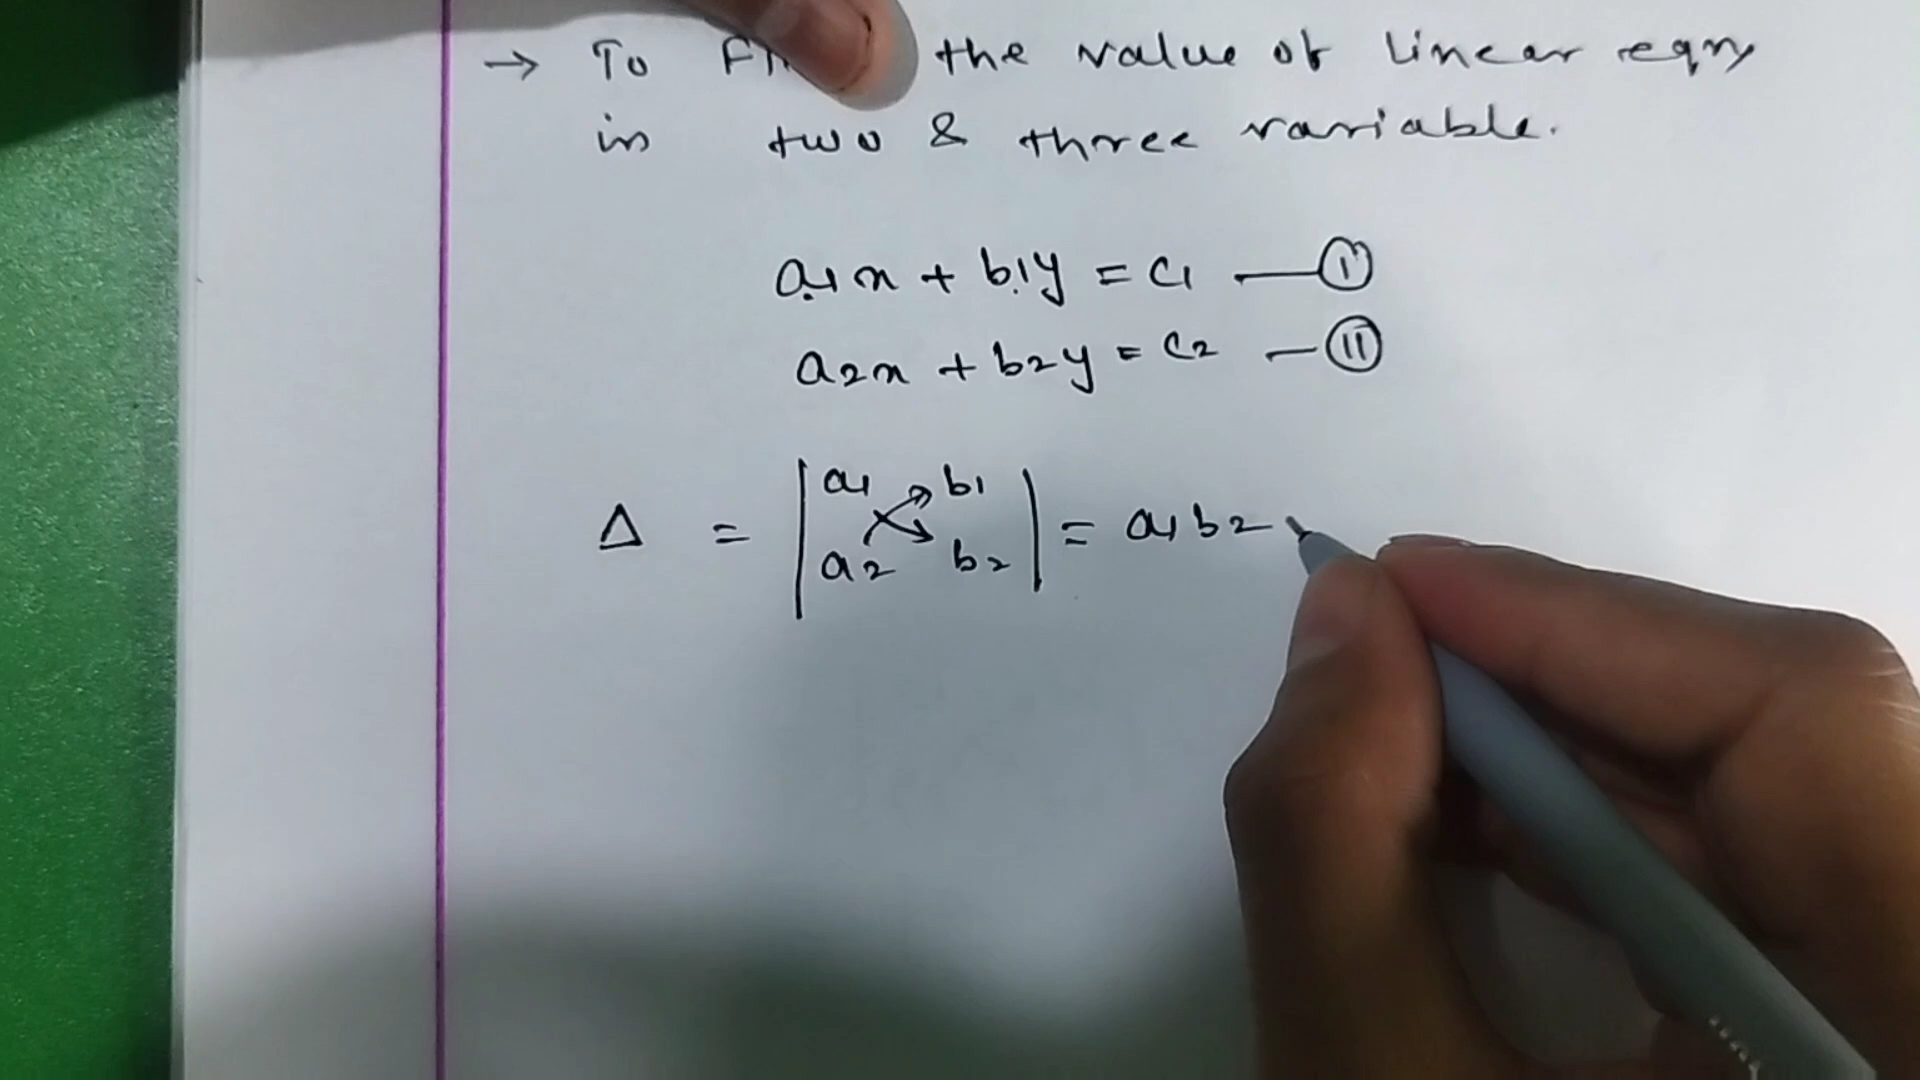 → To the value of linear eqn,
in two & three variable.
a1x + b1y = c1 — I
a2x + b2y = c2 — II
Δ = | a1 b1 | = a1b2
a2 b2